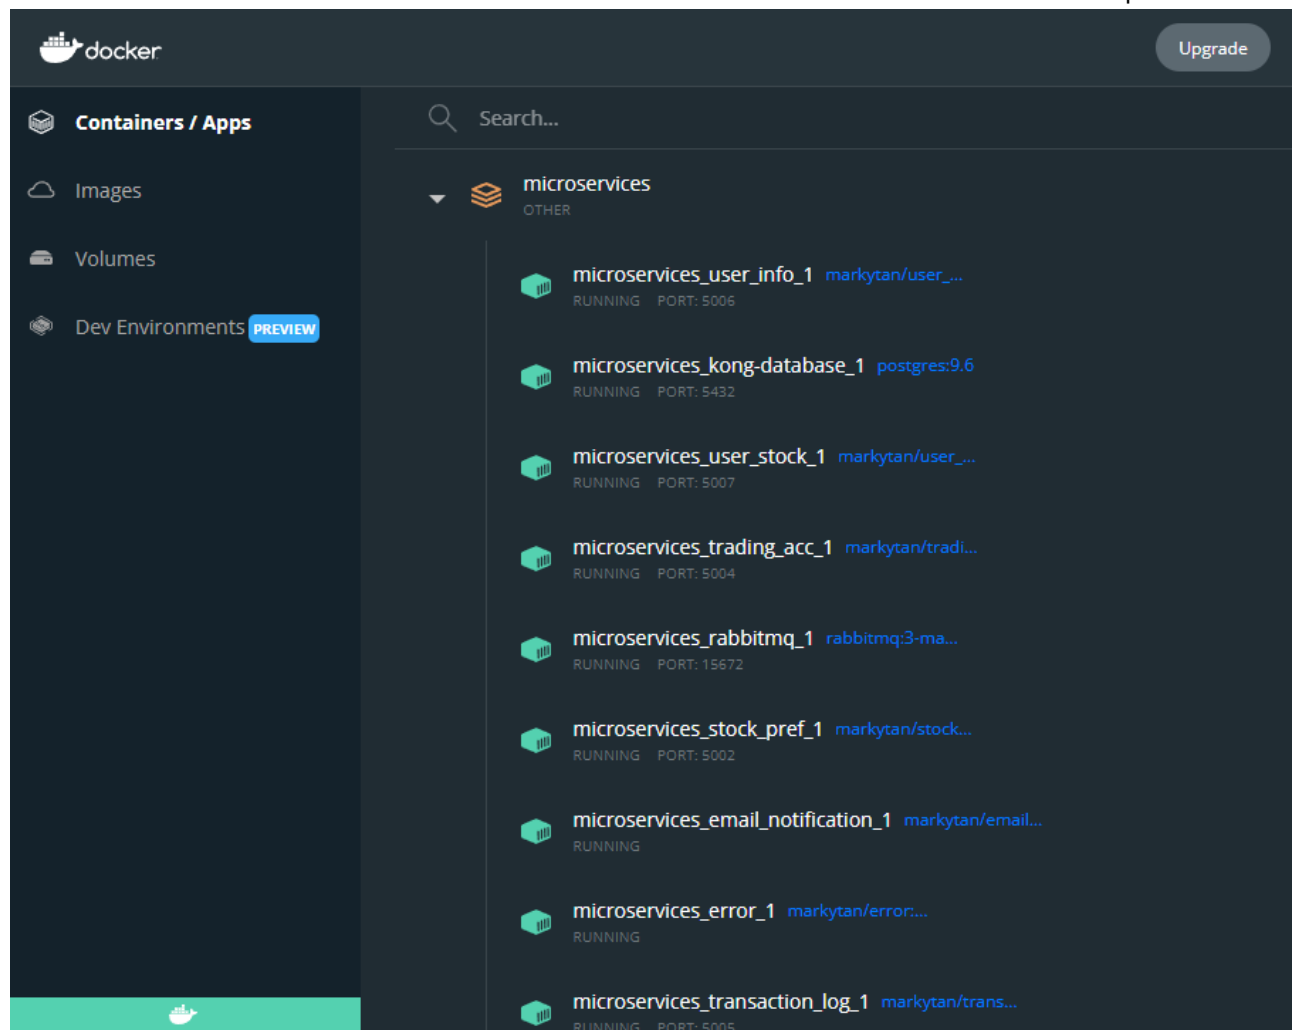 docker
Upgrade
Containers / Apps
Search...
Images
microservices
OTHER
Volumes
microservices_user_info_1 markytan/user_...
RUNNING PORT: 5006
Dev Environments PREVIEW
microservices_kong-database_1 postgres:9.6
RUNNING PORT: 5432
microservices_user_stock_1 markytan/user_...
RUNNING PORT: 5007
microservices_trading_acc_1 markytan/tradi...
RUNNING PORT: 5004
microservices_rabbitmq_1 rabbitmq:3-ma...
RUNNING PORT: 15672
microservices_stock_pref_1 markytan/stock...
RUNNING PORT: 5002
microservices_email_notification_1 markytan/email...
RUNNING
microservices_error_1 markytan/error:...
RUNNING
microservices_transaction_log_1 markytan/trans...
RUNNING PORT: 5005